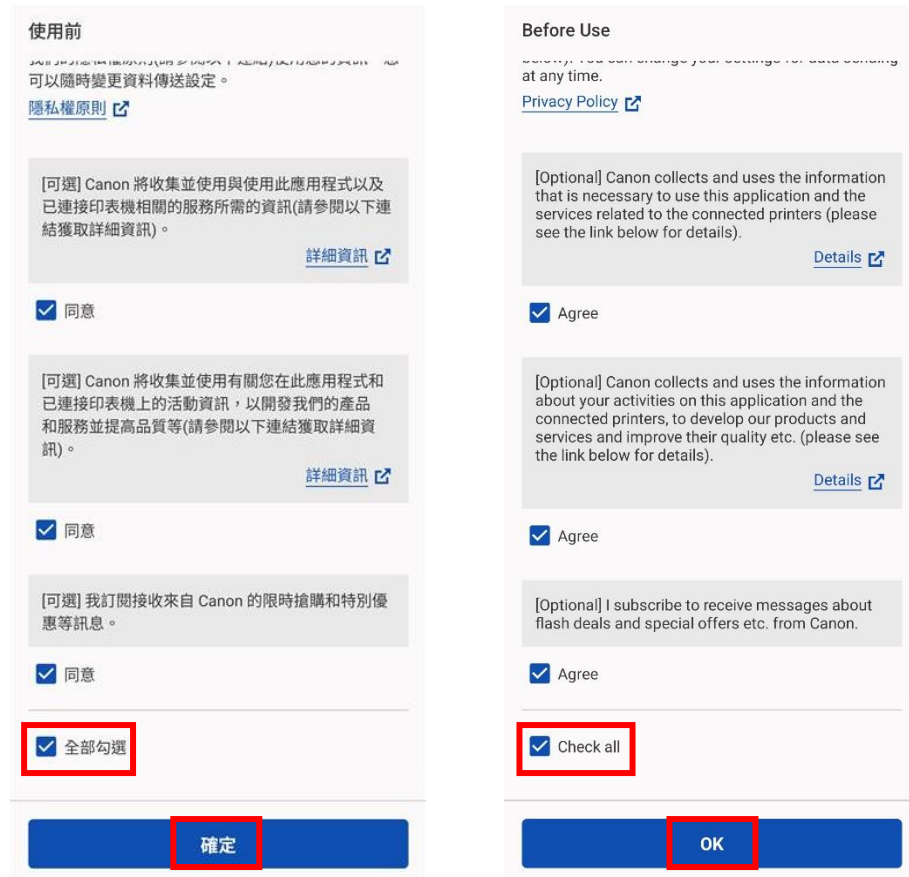 使用前
可以隨時變更資料傳送設定。
隱私權原則
[可選] Canon 將收集並使用與使用此應用程式以及
已連接印表機相關的服務所需的資訊(請參閱以下連
結獲取詳細資訊)。
詳細資訊
同意
[可選] Canon 將收集並使用有關您在此應用程式和
已連接印表機上的活動資訊，以開發我們的產品
和服務並提高品質等(請參閱以下連結獲取詳細資
訊)。
詳細資訊
同意
[可選] 我訂閱接收來自 Canon 的限時搶購和特別優
惠等訊息。
同意
全部勾選
確定
Before Use
at any time.
Privacy Policy
[Optional] Canon collects and uses the information
that is necessary to use this application and the
services related to the connected printers (please
see the link below for details).
Details
Agree
[Optional] Canon collects and uses the information
about your activities on this application and the
connected printers, to develop our products and
services and improve their quality etc. (please see
the link below for details).
Details
Agree
[Optional] I subscribe to receive messages about
flash deals and special offers etc. from Canon.
Agree
Check all
OK